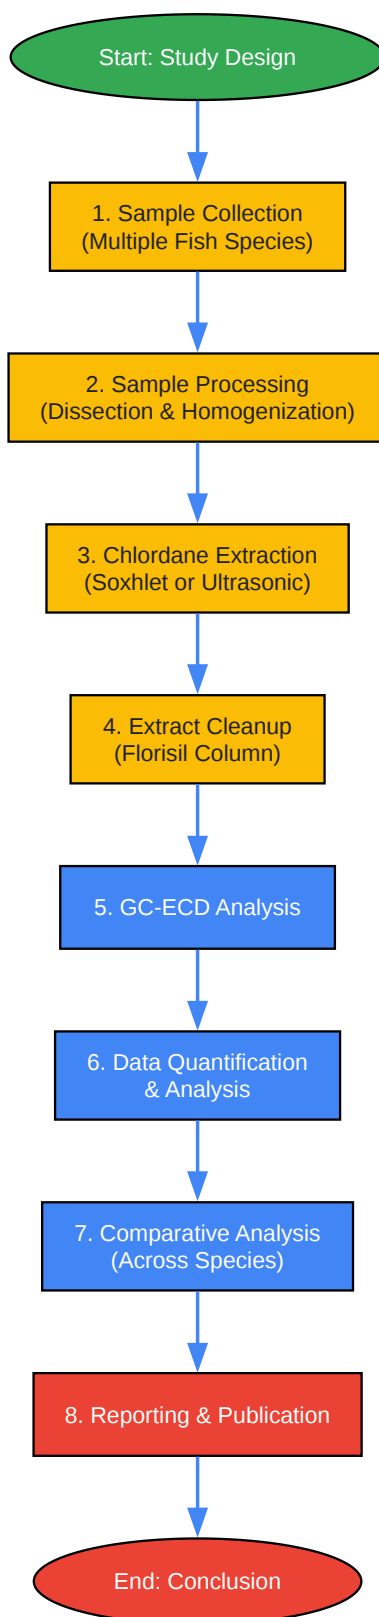 Start: Study Design
1. Sample Collection
(Multiple Fish Species)
2. Sample Processing
(Dissection & Homogenization)
3. Chlordane Extraction
(Soxhlet or Ultrasonic)
4. Extract Cleanup
(Florisil Column)
5. GC-ECD Analysis
6. Data Quantification
& Analysis
7. Comparative Analysis
(Across Species)
8. Reporting & Publication
End: Conclusion